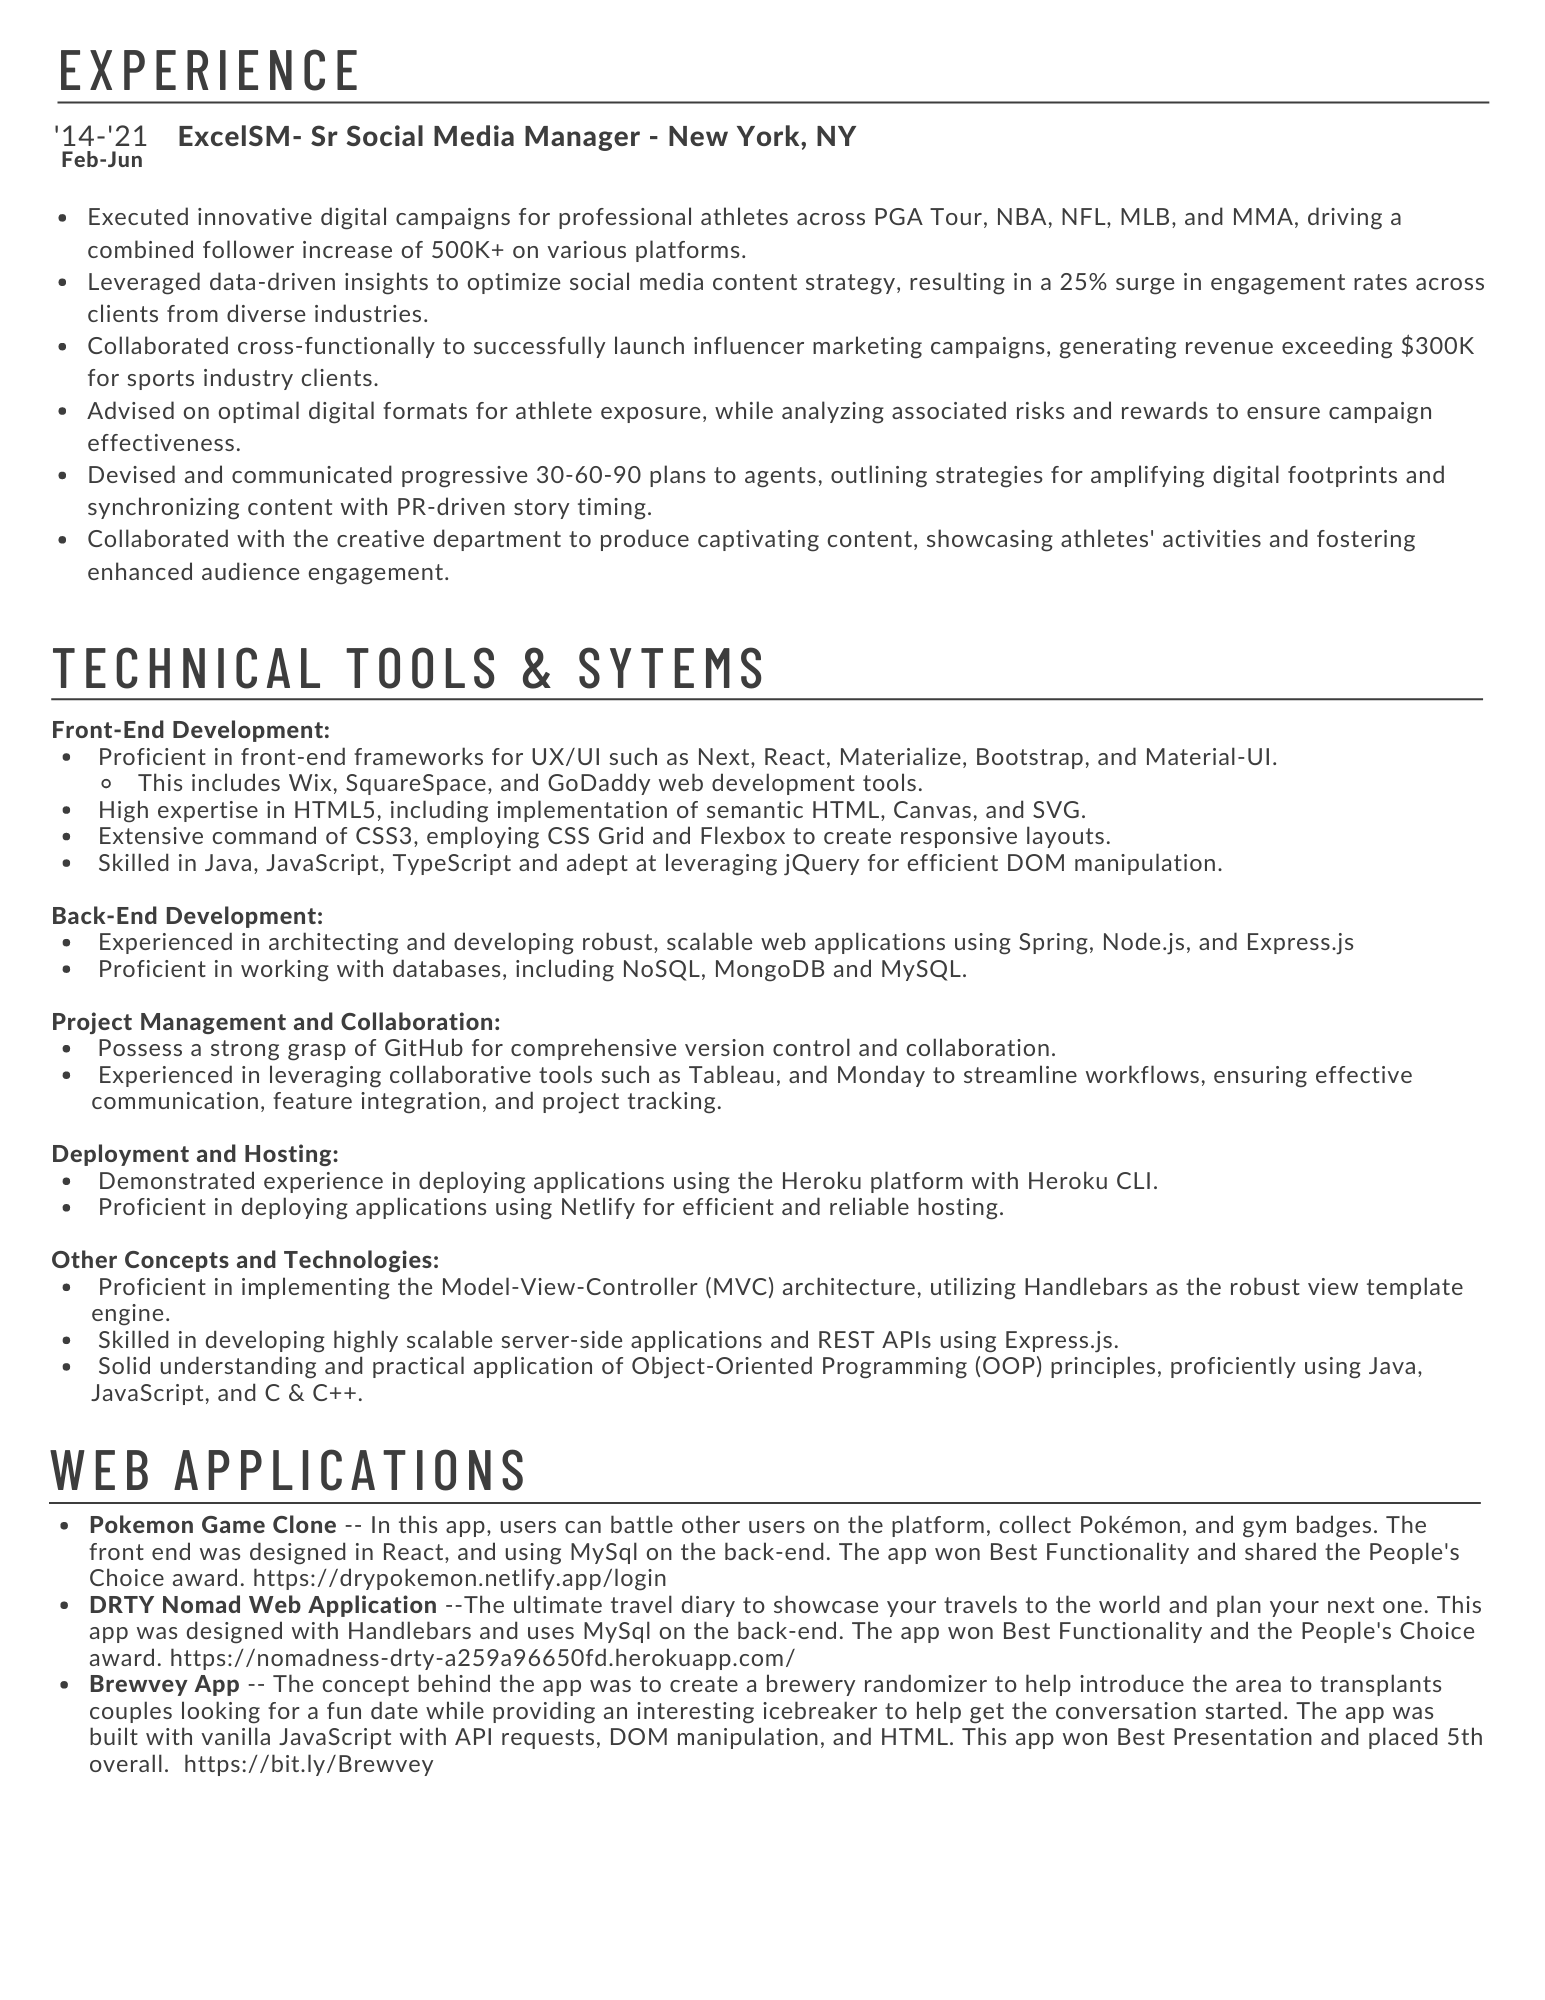 EXPERIENCE
'14-'21 ExcelSM- Sr Social Media Manager - New York, NY
Feb-Jun
• Executed innovative digital campaigns for professional athletes across PGA Tour, NBA, NFL, MLB, and MMA, driving a
combined follower increase of 500K+ on various platforms.
• Leveraged data-driven insights to optimize social media content strategy, resulting in a 25% surge in engagement rates across
clients from diverse industries.
• Collaborated cross-functionally to successfully launch influencer marketing campaigns, generating revenue exceeding $300K
for sports industry clients.
• Advised on optimal digital formats for athlete exposure, while analyzing associated risks and rewards to ensure campaign
effectiveness.
• Devised and communicated progressive 30-60-90 plans to agents, outlining strategies for amplifying digital footprints and
synchronizing content with PR-driven story timing.
• Collaborated with the creative department to produce captivating content, showcasing athletes' activities and fostering
enhanced audience engagement.
TECHNICAL TOOLS & SYTEMS
Front-End Development:
• Proficient in front-end frameworks for UX/UI such as Next, React, Materialize, Bootstrap, and Material-UI.
◦ This includes Wix, SquareSpace, and GoDaddy web development tools.
• High expertise in HTML5, including implementation of semantic HTML, Canvas, and SVG.
• Extensive command of CSS3, employing CSS Grid and Flexbox to create responsive layouts.
• Skilled in Java, JavaScript, TypeScript and adept at leveraging jQuery for efficient DOM manipulation.
Back-End Development:
• Experienced in architecting and developing robust, scalable web applications using Spring, Node.js, and Express.js
• Proficient in working with databases, including NoSQL, MongoDB and MySQL.
Project Management and Collaboration:
• Possess a strong grasp of GitHub for comprehensive version control and collaboration.
• Experienced in leveraging collaborative tools such as Tableau, and Monday to streamline workflows, ensuring effective
communication, feature integration, and project tracking.
Deployment and Hosting:
• Demonstrated experience in deploying applications using the Heroku platform with Heroku CLI.
• Proficient in deploying applications using Netlify for efficient and reliable hosting.
Other Concepts and Technologies:
• Proficient in implementing the Model-View-Controller (MVC) architecture, utilizing Handlebars as the robust view template
engine.
• Skilled in developing highly scalable server-side applications and REST APIs using Express.js.
• Solid understanding and practical application of Object-Oriented Programming (OOP) principles, proficiently using Java,
JavaScript, and C & C++.
WEB APPLICATIONS
• Pokemon Game Clone -- In this app, users can battle other users on the platform, collect Pokémon, and gym badges. The
front end was designed in React, and using MySql on the back-end. The app won Best Functionality and shared the People's
Choice award. https://drypokemon.netlify.app/login
• DRTY Nomad Web Application --The ultimate travel diary to showcase your travels to the world and plan your next one. This
app was designed with Handlebars and uses MySql on the back-end. The app won Best Functionality and the People's Choice
award. https://nomadness-drty-a259a96650fd.herokuapp.com/
• Brewvey App -- The concept behind the app was to create a brewery randomizer to help introduce the area to transplants
couples looking for a fun date while providing an interesting icebreaker to help get the conversation started. The app was
built with vanilla JavaScript with API requests, DOM manipulation, and HTML. This app won Best Presentation and placed 5th
overall. https://bit.ly/Brewvey